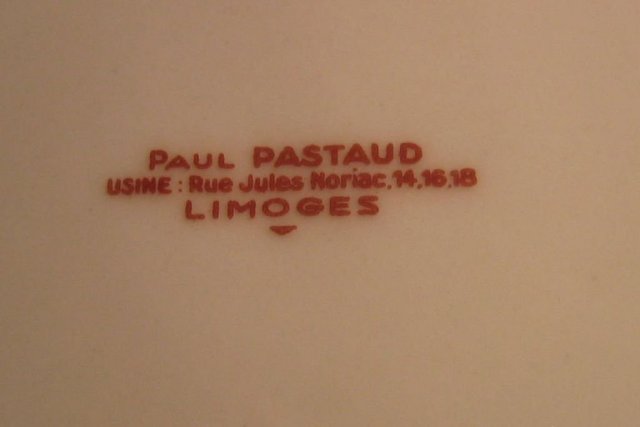 PAUL PASTAUD
USINE: Rue Jules Noriac, 14, 16, 18
LIMOGES